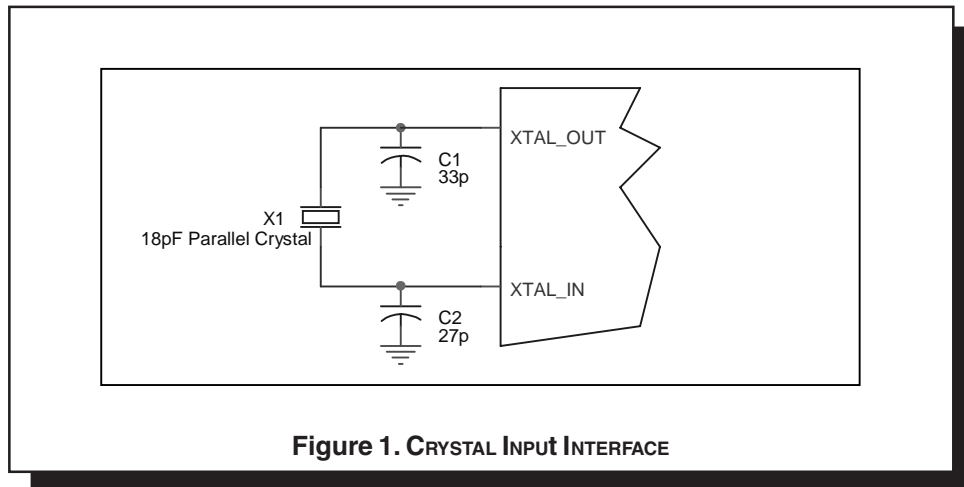 XTAL_OUT
C1
33p
X1
18pF Parallel Crystal
XTAL_IN
C2
27p
Figure 1. CRYSTAL INPUt INTERFACE